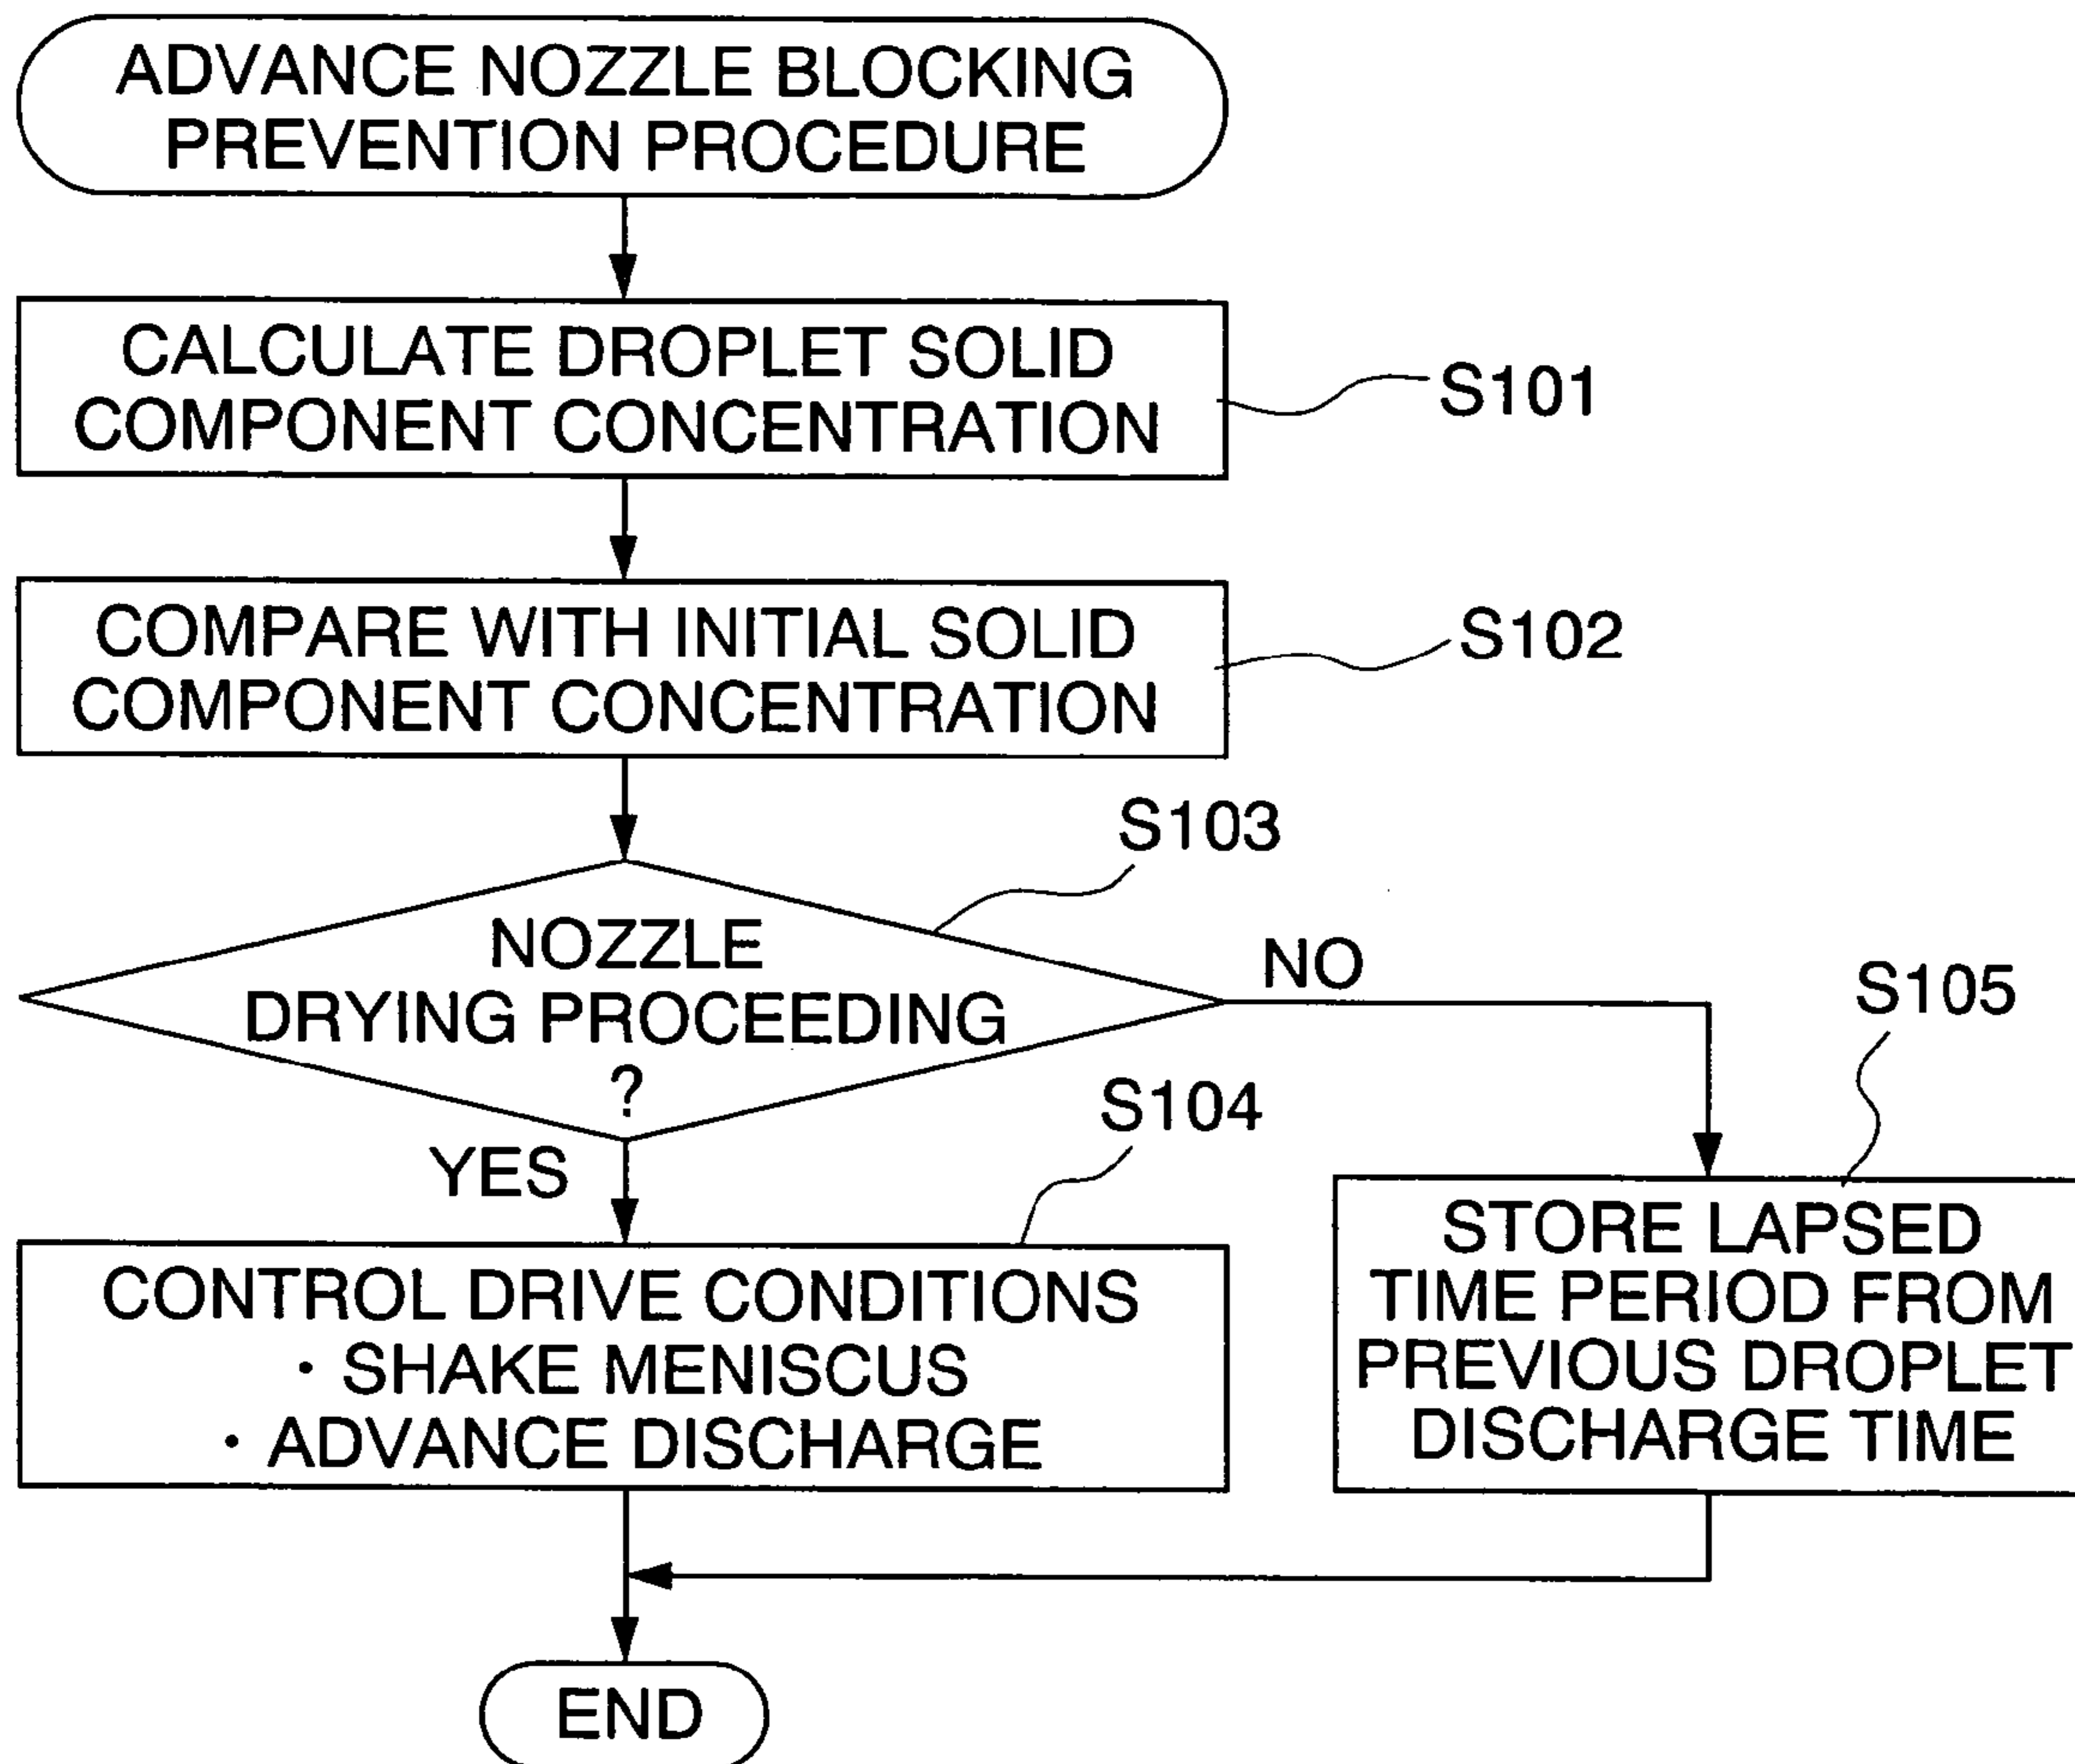 ADVANCE NOZZLE BLOCKING
PREVENTION PROCEDURE
CALCULATE DROPLET SOLID
COMPONENT CONCENTRATION
S101
COMPARE WITH INITIAL SOLID
COMPONENT CONCENTRATION
S102
S103
NOZZLE
DRYING PROCEEDING
?
NO
S105
YES
S104
CONTROL DRIVE CONDITIONS
· SHAKE MENISCUS
· ADVANCE DISCHARGE
STORE LAPSED
TIME PERIOD FROM
PREVIOUS DROPLET
DISCHARGE TIME
END